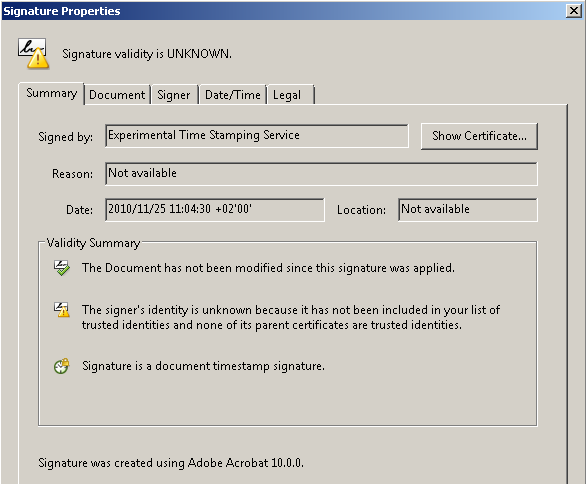 Signature Properties
Signature validity is UNKNOWN.
Summary Document Signer Date/Time Legal
Signed by: Experimental Time Stamping Service Show Certificate...
Reason: Not available
Date: 2010/11/25 11:04:30 +02'00' Location: Not available
Validity Summary
The Document has not been modified since this signature was applied.
The signer's identity is unknown because it has not been included in your list of
trusted identities and none of its parent certificates are trusted identities.
Signature is a document timestamp signature.
Signature was created using Adobe Acrobat 10.0.0.